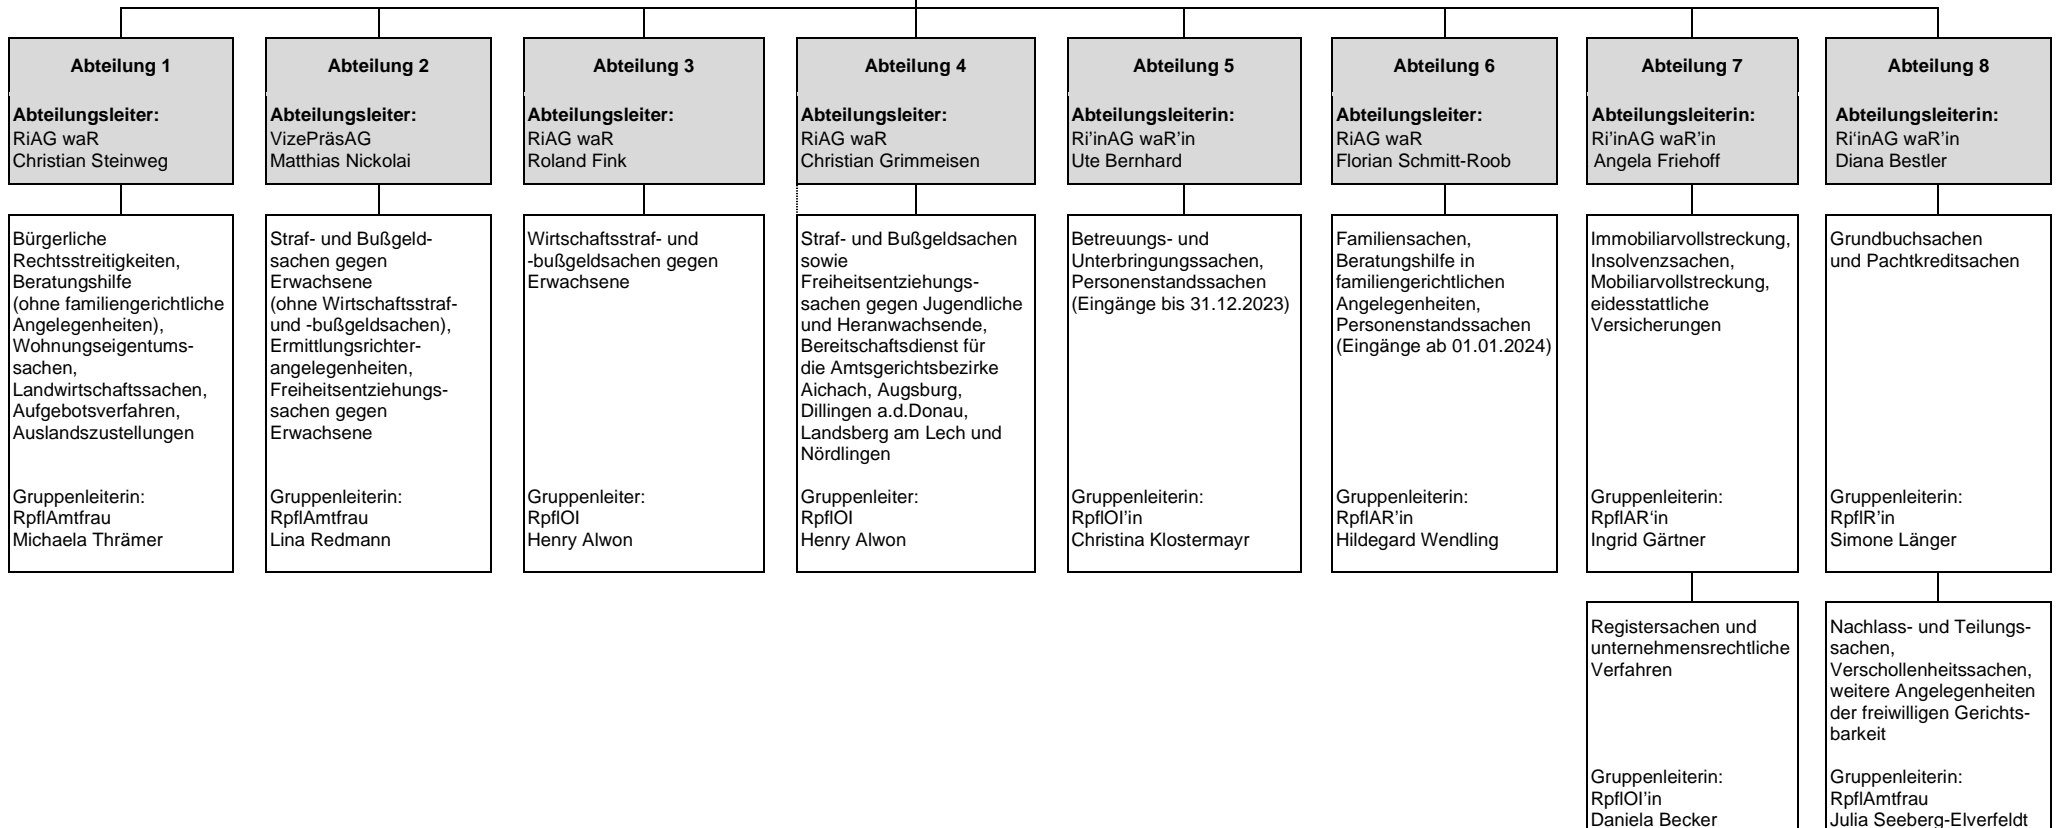 Abteilung 1
Abteilungsleiter:
RiAG waR
Christian Steinweg
Bürgerliche
Rechtsstreitigkeiten,
Beratungshilfe
(ohne familiengerichtliche
Angelegenheiten),
Wohnungseigentums-
sachen,
Landwirtschaftssachen,
Aufgebotsverfahren,
Auslandszustellungen
Gruppenleiterin:
RpflAmtfrau
Michaela Thrämer
Abteilung 2
Abteilungsleiter:
VizePräsAG
Matthias Nickolai
Straf- und Bußgeld-
sachen gegen
Erwachsene
(ohne Wirtschaftsstraf-
und -bußgeldsachen),
Ermittlungsrichter-
angelegenheiten,
Freiheitsentziehungs-
sachen gegen
Erwachsene
Gruppenleiterin:
RpflAmtfrau
Lina Redmann
Abteilung 3
Abteilungsleiter:
RiAG waR
Roland Fink
Wirtschaftsstraf- und
-bußgeldsachen gegen
Erwachsene
Gruppenleiter:
RpflOI
Henry Alwon
Abteilung 4
Abteilungsleiter:
RiAG waR
Christian Grimmeisen
Straf- und Bußgeldsachen
sowie
Freiheitsentziehungs-
sachen gegen Jugendliche
und Heranwachsende,
Bereitschaftsdienst für
die Amtsgerichtsbezirke
Aichach, Augsburg,
Dillingen a.d.Donau,
Landsberg am Lech und
Nördlingen
Gruppenleiter:
RpflOI
Henry Alwon
Abteilung 5
Abteilungsleiterin:
Ri’inAG waR’in
Ute Bernhard
Betreuungs- und
Unterbringungssachen,
Personenstandssachen
(Eingänge bis 31.12.2023)
Gruppenleiterin:
RpflOI’in
Christina Klostermayr
Abteilung 6
Abteilungsleiter:
RiAG waR
Florian Schmitt-Roob
Familiensachen,
Beratungshilfe in
familiengerichtlichen
Angelegenheiten,
Personenstandssachen
(Eingänge ab 01.01.2024)
Gruppenleiterin:
RpflAR’in
Hildegard Wendling
Abteilung 7
Abteilungsleiterin:
Ri’inAG waR’in
Angela Friehoff
Immobiliarvollstreckung,
Insolvenzsachen,
Mobiliarvollstreckung,
eidesstattliche
Versicherungen
Gruppenleiterin:
RpflAR‘in
Ingrid Gärtner
Registersachen und
unternehmensrechtliche
Verfahren
Gruppenleiterin:
RpflOI’in
Daniela Becker
Abteilung 8
Abteilungsleiterin:
Ri‘inAG waR’in
Diana Bestler
Grundbuchsachen
und Pachtkreditsachen
Gruppenleiterin:
RpflR’in
Simone Länger
Nachlass- und Teilungs-
sachen,
Verschollenheitssachen,
weitere Angelegenheiten
der freiwilligen Gerichts-
barkeit
Gruppenleiterin:
RpflAmtfrau
Julia Seeberg-Elverfeldt